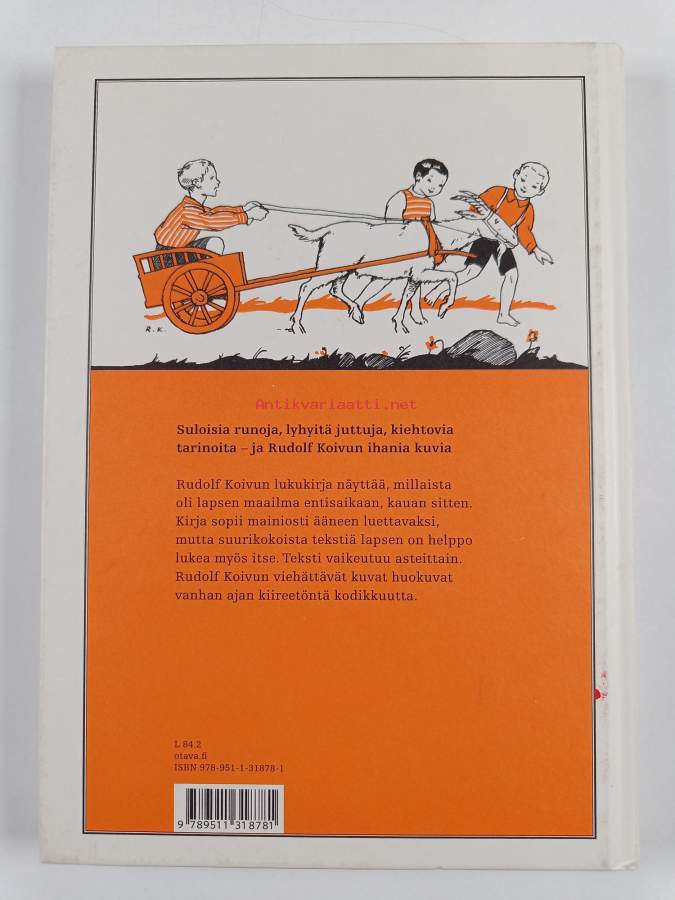 R.K.
Antikvariaatti.net
Suloisia runoja, lyhyitä juttuja, kiehtovia
tarinoita – ja Rudolf Koivun ihania kuvia
Rudolf Koivun lukukirja näyttää, millaista
oli lapsen maailma entisaikaan, kauan sitten.
Kirja sopii mainiosti ääneen luettavaksi,
mutta suurikokoista tekstiä lapsen on helppo
lukea myös itse. Teksti vaikeutuu asteittain.
Rudolf Koivun viehättävät kuvat huokuvat
vanhan ajan kiireetöntä kodikkuutta.
L 84.2
otava.fi
ISBN 978-951-1-31878-1
9 789511 318781